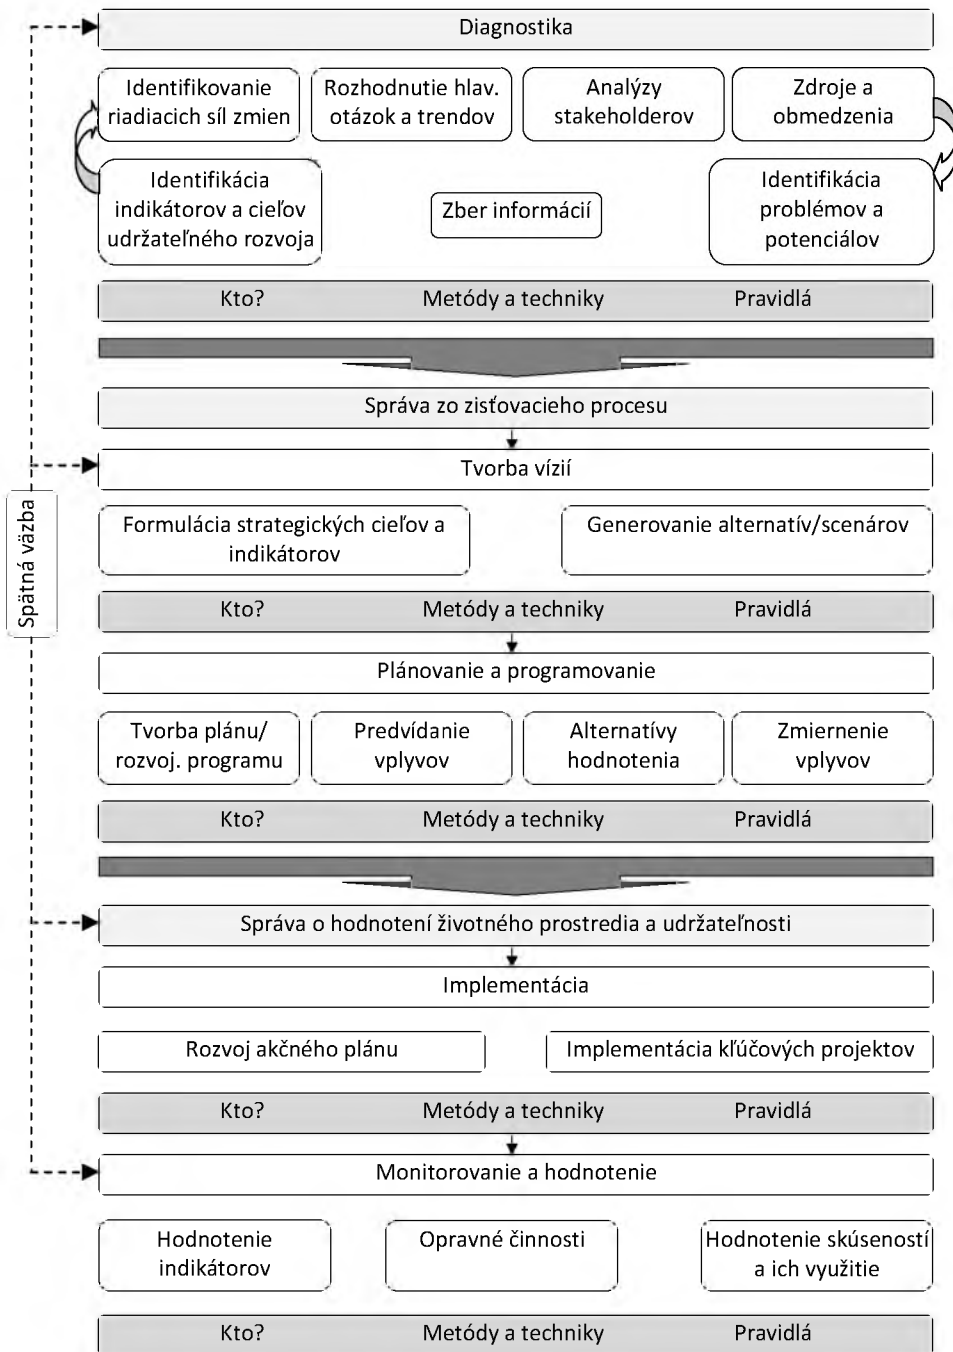 Diagnostika
Identifikovanie
riadiacich síl zmien
Rozhodnutie hlav.
otázok a trendov
Analýzy
stakeholderov
Zdroje a
obmedzenia
Identifikácia
indikátorov a cieľov
udržateľného rozvoja
Zber informácií
Identifikácia
problémov a
potenciálov
Kto? Metódy a techniky Pravidlá
Správa zo zisťovacieho procesu
Tvorba vízií
Spätná väzba
Formulácia strategických cieľov a
indikátorov
Generovanie alternatív/scenárov
Kto? Metódy a techniky Pravidlá
Plánovanie a programovanie
Tvorba plánu/
rozvoj. programu
Predvídanie
vplyvov
Alternatívy
hodnotenia
Zmiernenie
vplyvov
Kto? Metódy a techniky Pravidlá
Správa o hodnotení životného prostredia a udržateľnosti
Implementácia
Rozvoj akčného plánu
Implementácia kľúčových projektov
Kto? Metódy a techniky Pravidlá
Monitorovanie a hodnotenie
Hodnotenie
indikátorov
Opravné činnosti
Hodnotenie skúseností
a ich využitie
Kto? Metódy a techniky Pravidlá